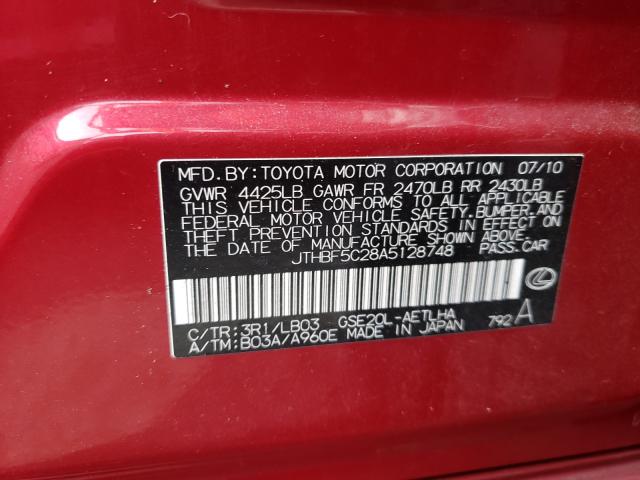 MFD.BY:TOYOTA MOTOR CORPORATION 07/10
GVWR 4425LB GAWR FR 2470LB RR 2430LB
THIS VEHICLE CONFORMS TO ALL APPLICABLE
FEDERAL MOTOR VEHICLE SAFETY,BUMPER,AND
THEFT PREVENTION STANDARDS IN EFFECT ON
THE DATE OF MANUFACTURE SHOWN ABOVE.
JTHBF5C28A5128748 PASS.CAR
C/TR:3R1/LB03 GSE20L-AETLHA
A/TM:B03A/A960E MADE IN JAPAN 792A